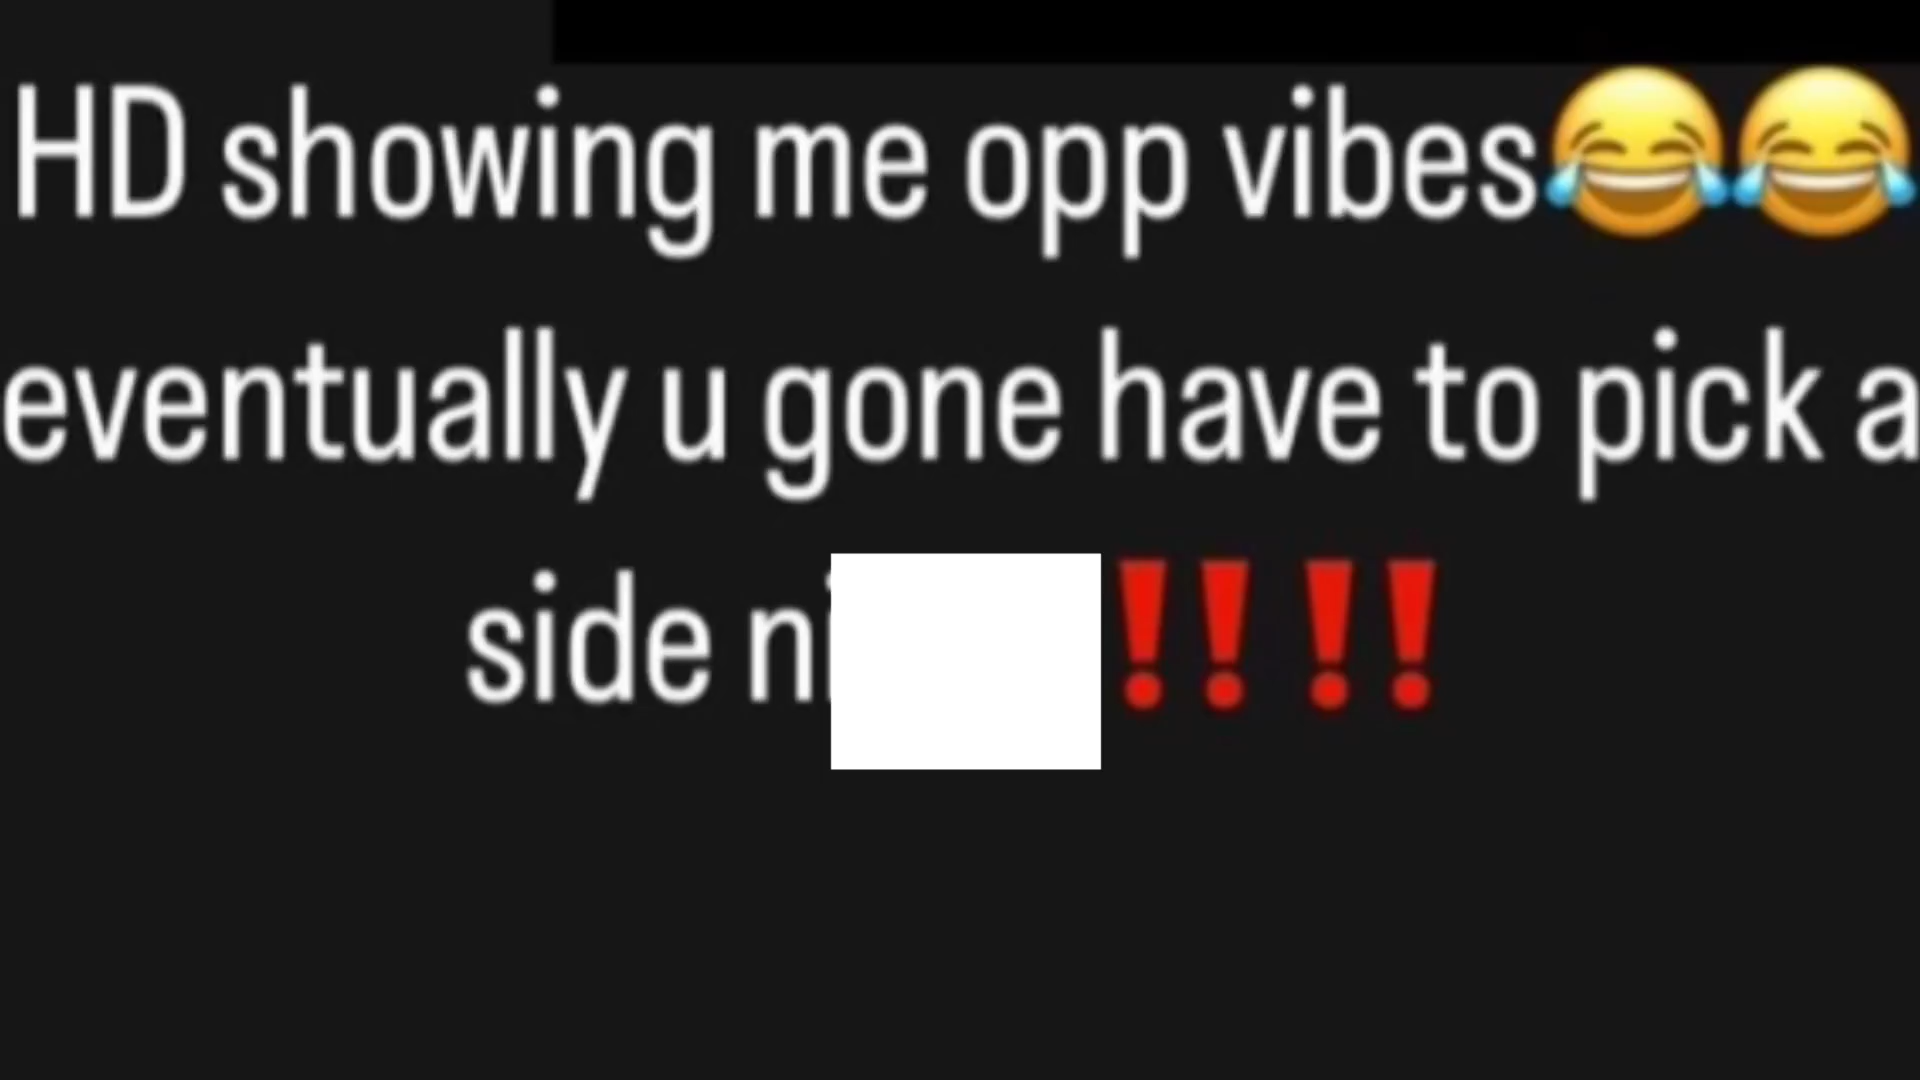 HD showing me opp vibes😂😂
eventually u gone have to pick a
side ni‼️‼️